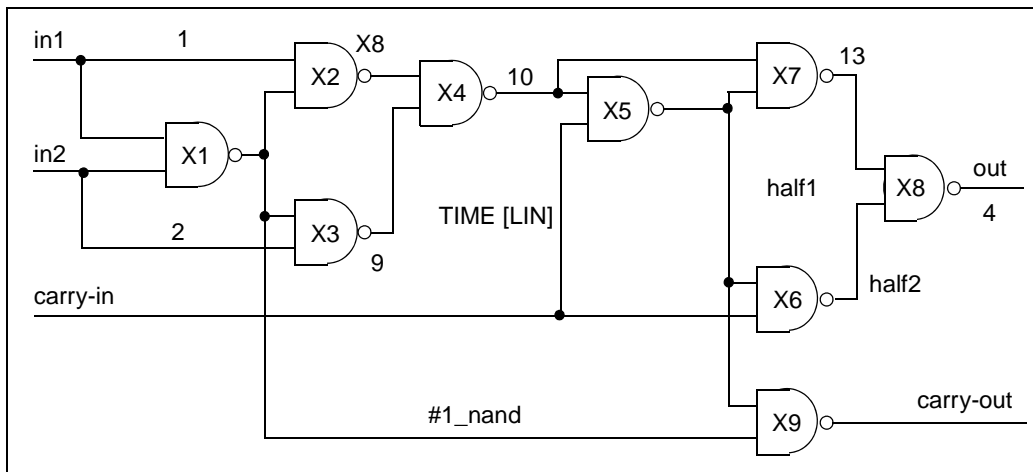 in1
1
X8
X2
X4
10
X5
X7
13
in2
X1
X3
2
9
TIME [LIN]
half1
X8
out
4
carry-in
X6
half2
#1_nand
X9
carry-out